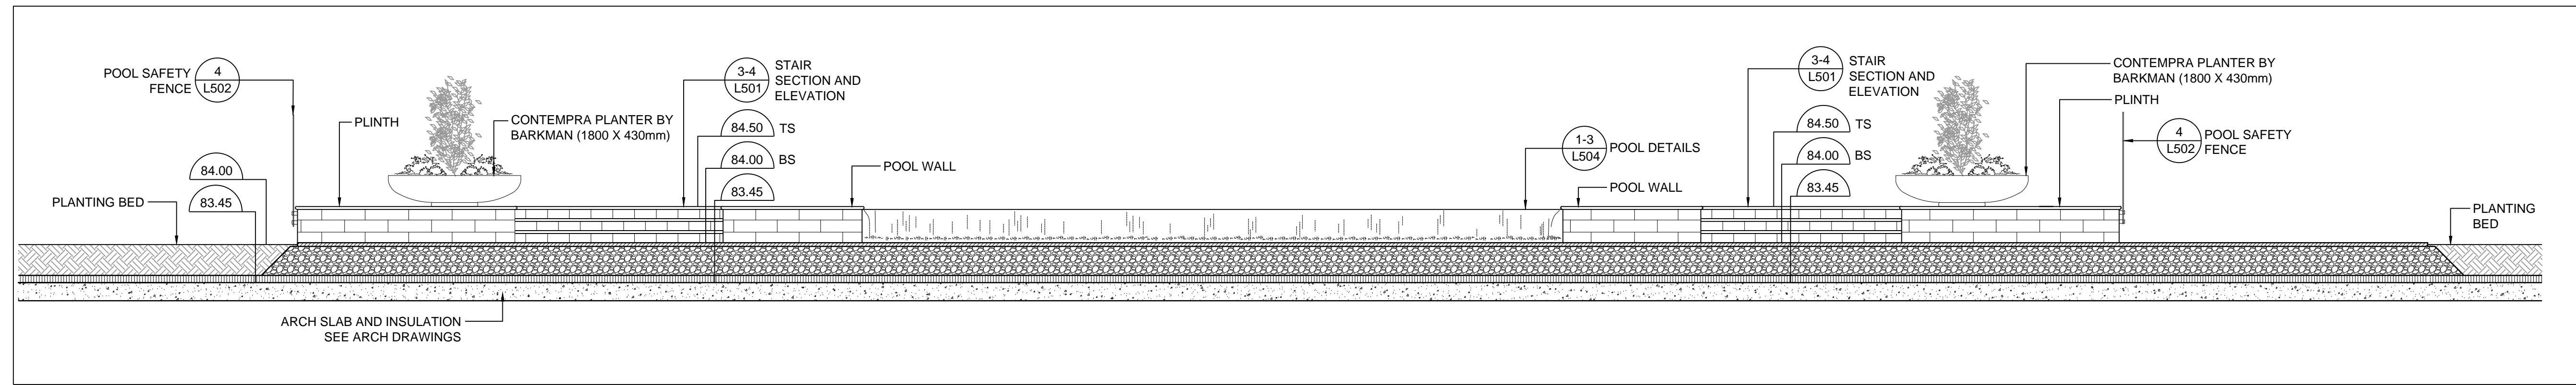 POOL SAFETY
FENCE
4
L502
3-4
L501
STAIR
SECTION AND
ELEVATION
PLINTH
CONTEMPRA PLANTER BY
BARKMAN (1800 X 430mm)
84.50 TS
84.00 BS
83.45
POOL WALL
84.00
83.45
PLANTING BED
ARCH SLAB AND INSULATION
SEE ARCH DRAWINGS
1-3
L504
POOL DETAILS
POOL WALL
3-4
L501
STAIR
SECTION AND
ELEVATION
84.50 TS
84.00 BS
83.45
CONTEMPRA PLANTER BY
BARKMAN (1800 X 430mm)
PLINTH
4
L502
POOL SAFETY
FENCE
PLANTING
BED